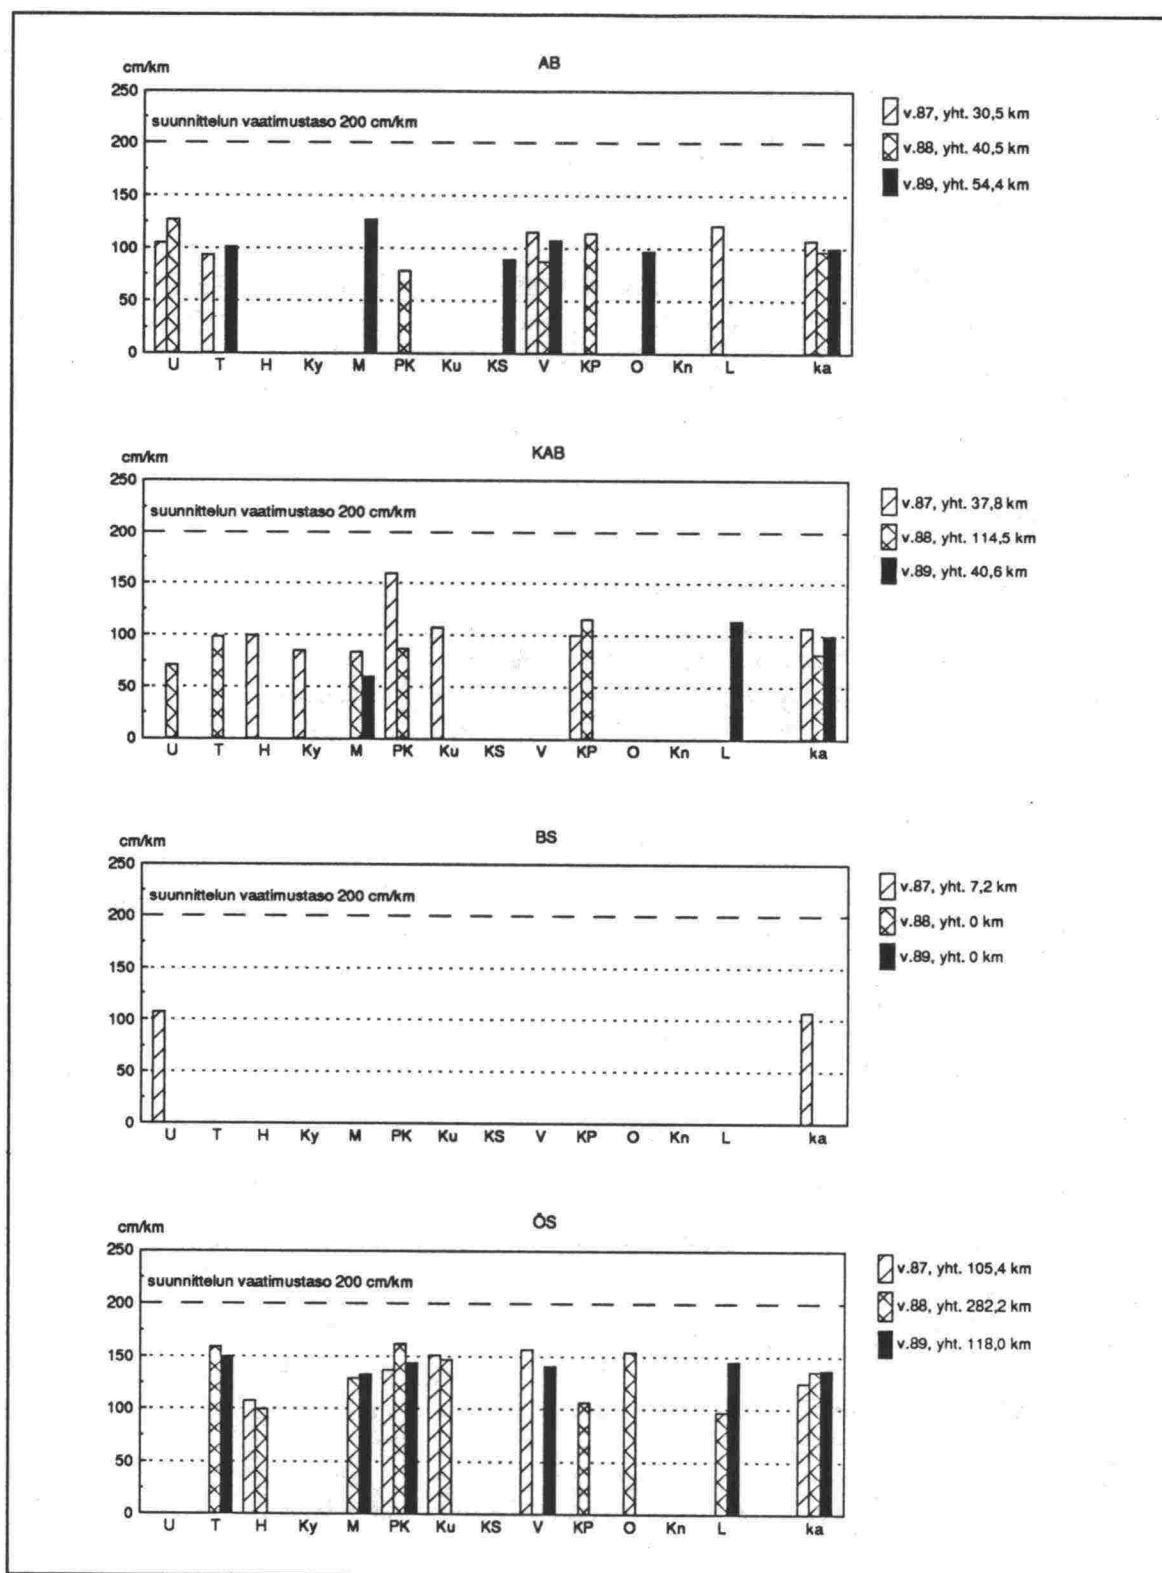 AB
cm/km
250
suunnittelun vaatimustaso 200 cm/km
200
150
100
50
0
U T H Ky M PK Ku KS V KP O Kn L ka
v.87, yht. 30,5 km
v.88, yht. 40,5 km
v.89, yht. 54,4 km
KAB
cm/km
250
suunnittelun vaatimustaso 200 cm/km
200
150
100
50
0
U T H Ky M PK Ku KS V KP O Kn L ka
v.87, yht. 37,8 km
v.88, yht. 114,5 km
v.89, yht. 40,6 km
BS
cm/km
250
suunnittelun vaatimustaso 200 cm/km
200
150
100
50
0
U T H Ky M PK Ku KS V KP O Kn L ka
v.87, yht. 7,2 km
v.88, yht. 0 km
v.89, yht. 0 km
ÖS
cm/km
250
suunnittelun vaatimustaso 200 cm/km
200
150
100
50
0
U T H Ky M PK Ku KS V KP O Kn L ka
v.87, yht. 105,4 km
v.88, yht. 282,2 km
v.89, yht. 118,0 km